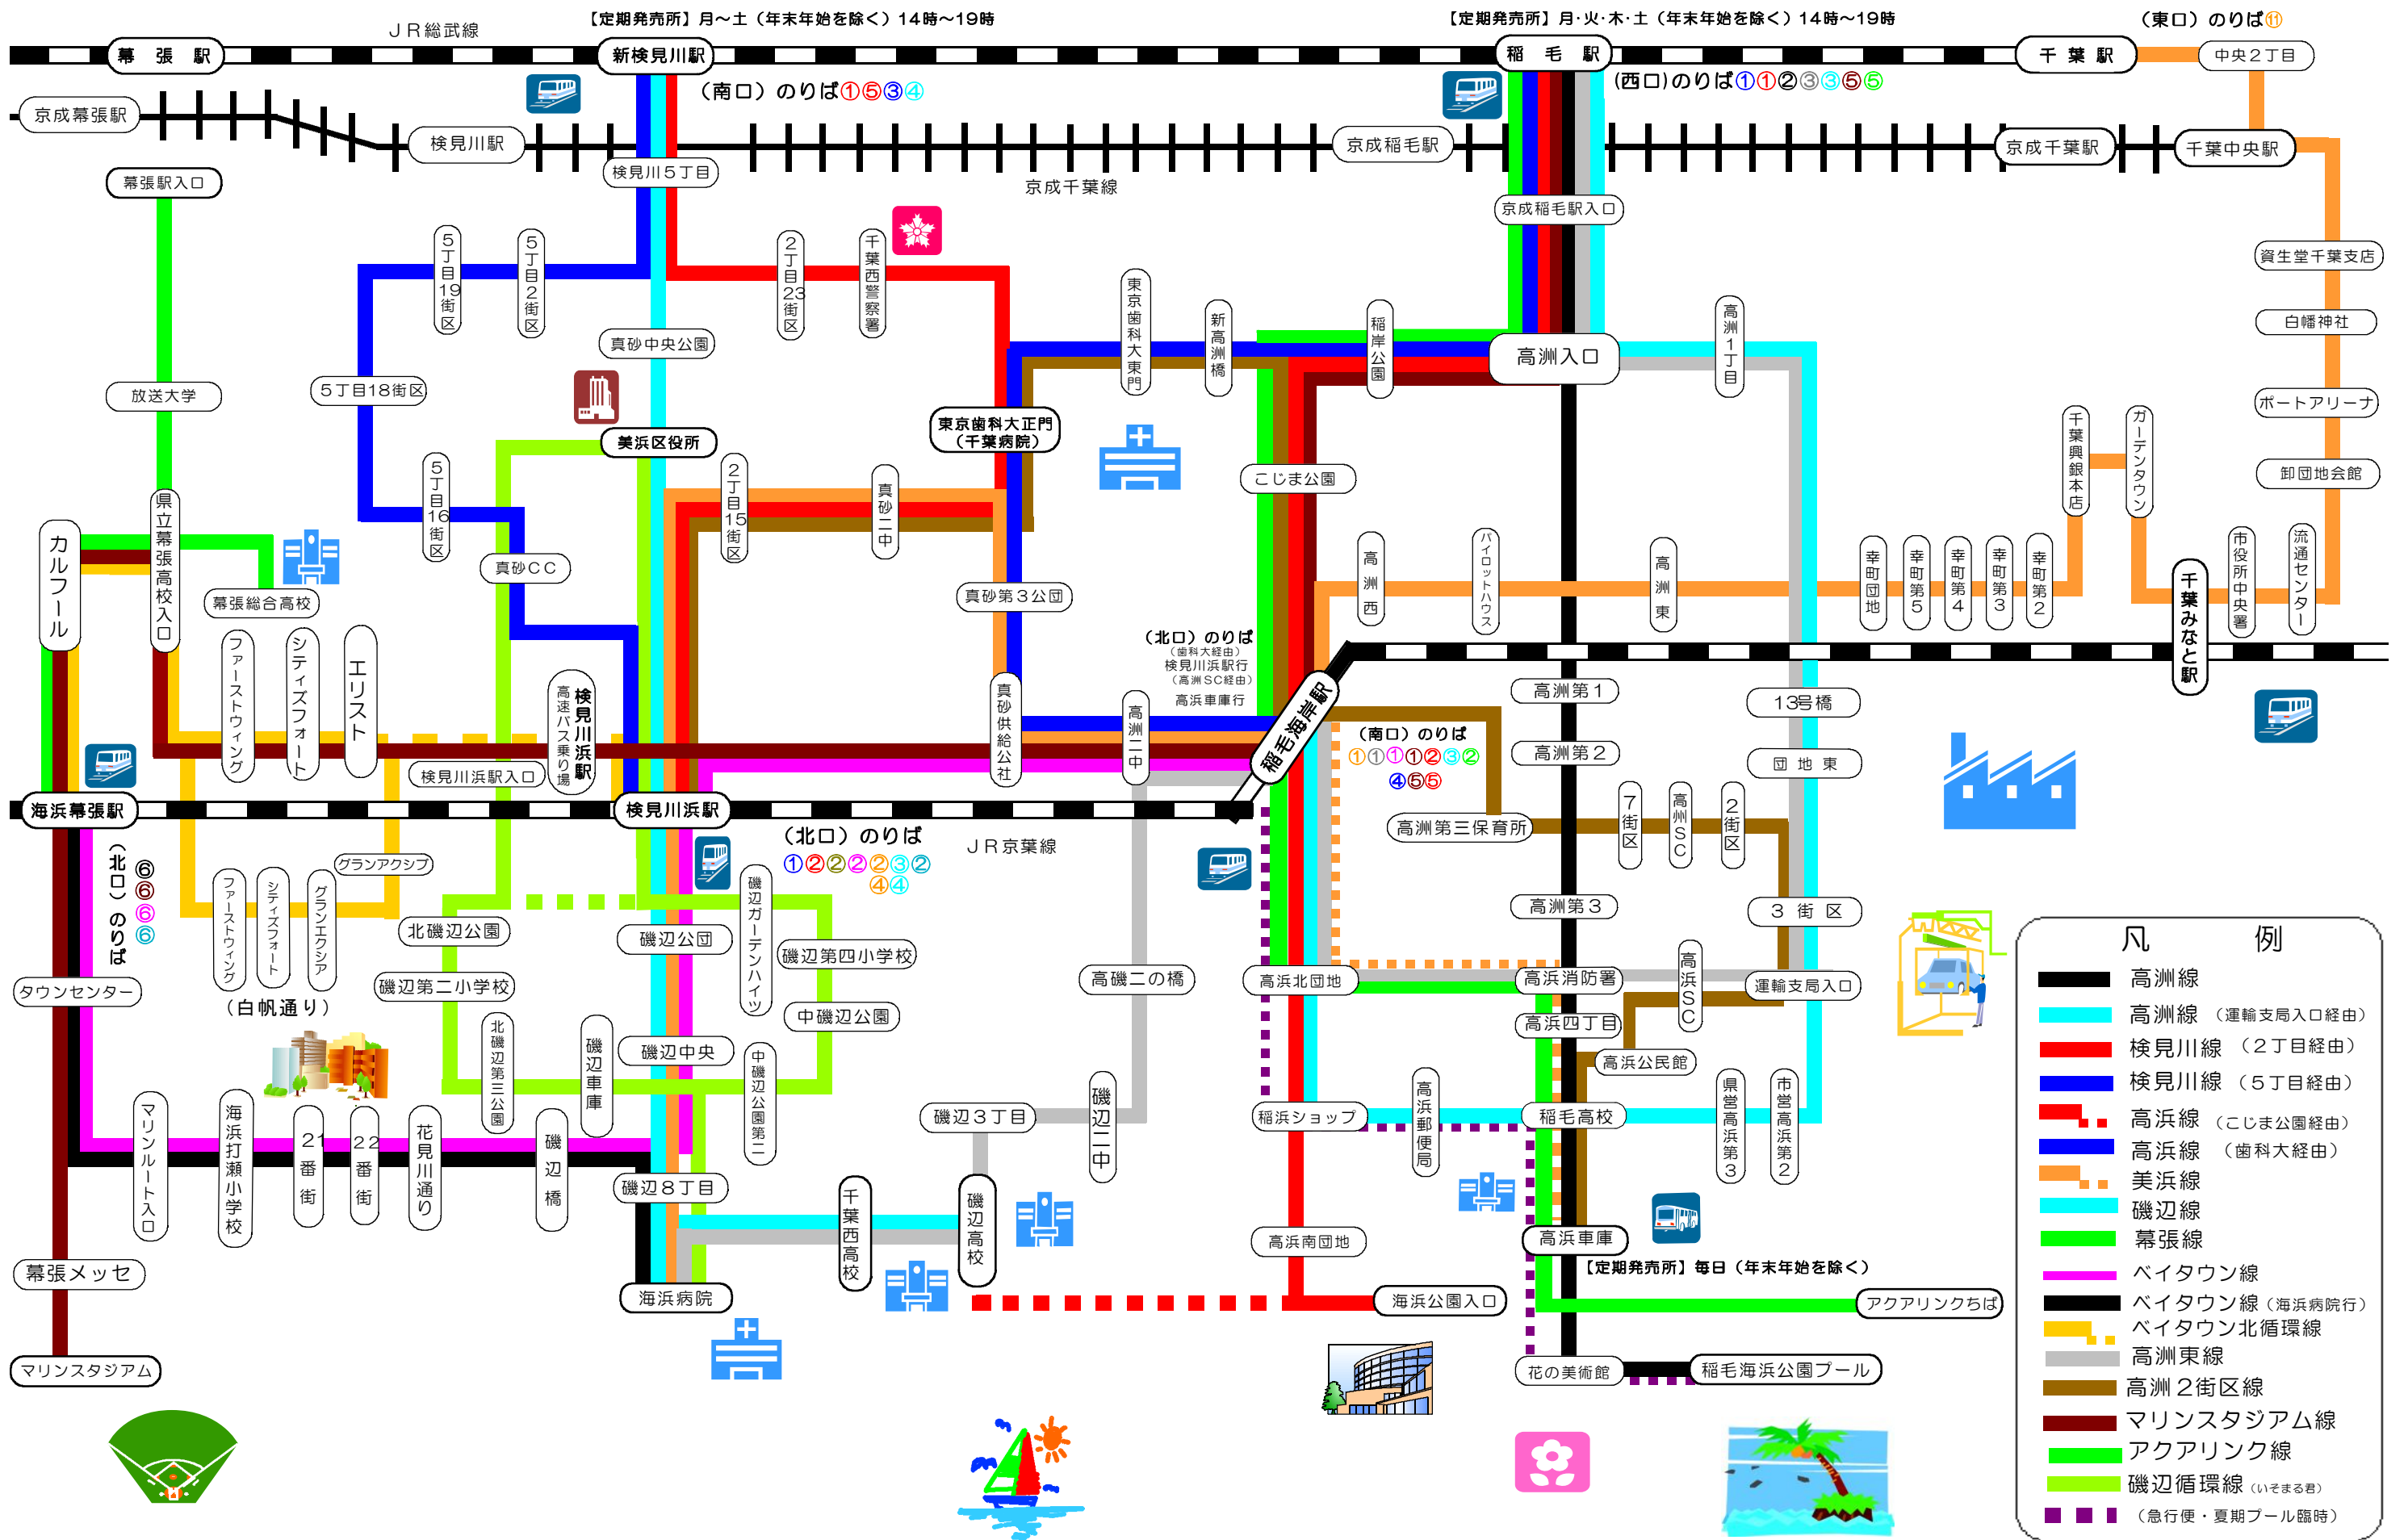 【定期発売所】月～土（年末年始を除く）14時～19時
【定期発売所】月・火・木・土（年末年始を除く）14時～19時
（東口）のりば⑪
ＪＲ総武線
幕張駅
新検見川駅
稲毛駅
千葉駅
中央２丁目
（南口）のりば①⑤③④
(西口)のりば①①②③③⑤⑤
京成幕張駅
検見川駅
京成稲毛駅
京成千葉駅
千葉中央駅
検見川５丁目
京成千葉線
幕張駅入口
京成稲毛駅入口
５丁目19街区
５丁目２街区
２丁目23街区
千葉西警察署
資生堂千葉支店
東京歯科大東門
新高洲橋
稲岸公園
高洲１丁目
白幡神社
真砂中央公園
高洲入口
放送大学
５丁目18街区
ポートアリーナ
美浜区役所
東京歯科大正門
（千葉病院）
千葉興銀本店
ガーデンタウン
５丁目16街区
２丁目15街区
真砂二中
こじま公園
卸団地会館
カルフール
県立幕張高校入口
真砂ＣＣ
幕張総合高校
真砂第３公団
高洲西
パイロットハウス
高洲東
幸町団地
幸町第５
幸町第４
幸町第３
幸町第２
千葉みなと駅
市役所中央署
流通センター
ファーストウィング
シティズフォート
エリスト
高速バス乗り場
検見川浜駅
（北口）のりば
（歯科大経由）
検見川浜駅行
（高洲SC経由）
高浜車庫行
稲毛海岸駅
高洲第１
13号橋
真砂供給公社
高洲二中
（南口）のりば
①①①①②③②
④⑤⑤
高洲第２
団地東
検見川浜駅入口
海浜幕張駅
検見川浜駅
（北口）のりば
①②②②②③②
④④
ＪＲ京葉線
高洲第三保育所
７街区
高州ＳＣ
２街区
（北口）のりば
⑥⑥⑥⑥
グランアクシブ
ファーストウィング
シティズフォート
グランエクシア
（白帆通り）
北磯辺公園
磯辺公団
磯辺ガーデンハイツ
磯辺第四小学校
高洲第３
３街区
タウンセンター
磯辺第二小学校
中磯辺公園
高磯二の橋
高浜北団地
高浜消防署
高浜ＳＣ
運輸支局入口
北磯辺第三公園
磯辺車庫
磯辺中央
中磯辺公園第二
高浜四丁目
高浜公民館
マリンルート入口
海浜打瀬小学校
21番街
22番街
花見川通り
磯辺橋
磯辺３丁目
磯辺二中
稲浜ショップ
高浜郵便局
稲毛高校
県営高浜第３
市営高浜第２
磯辺８丁目
千葉西高校
磯辺高校
高浜南団地
高浜車庫
幕張メッセ
海浜病院
【定期発売所】毎日（年末年始を除く）
海浜公園入口
アクアリンクちば
マリンスタジアム
花の美術館
稲毛海浜公園プール
凡例
高洲線
高洲線（運輸支局入口経由）
検見川線（２丁目経由）
検見川線（５丁目経由）
高浜線（こじま公園経由）
高浜線（歯科大経由）
美浜線
磯辺線
幕張線
ベイタウン線
ベイタウン線（海浜病院行）
ベイタウン北循環線
高洲東線
高洲２街区線
マリンスタジアム線
アクアリンク線
磯辺循環線（いそまる君）
（急行便・夏期プール臨時）